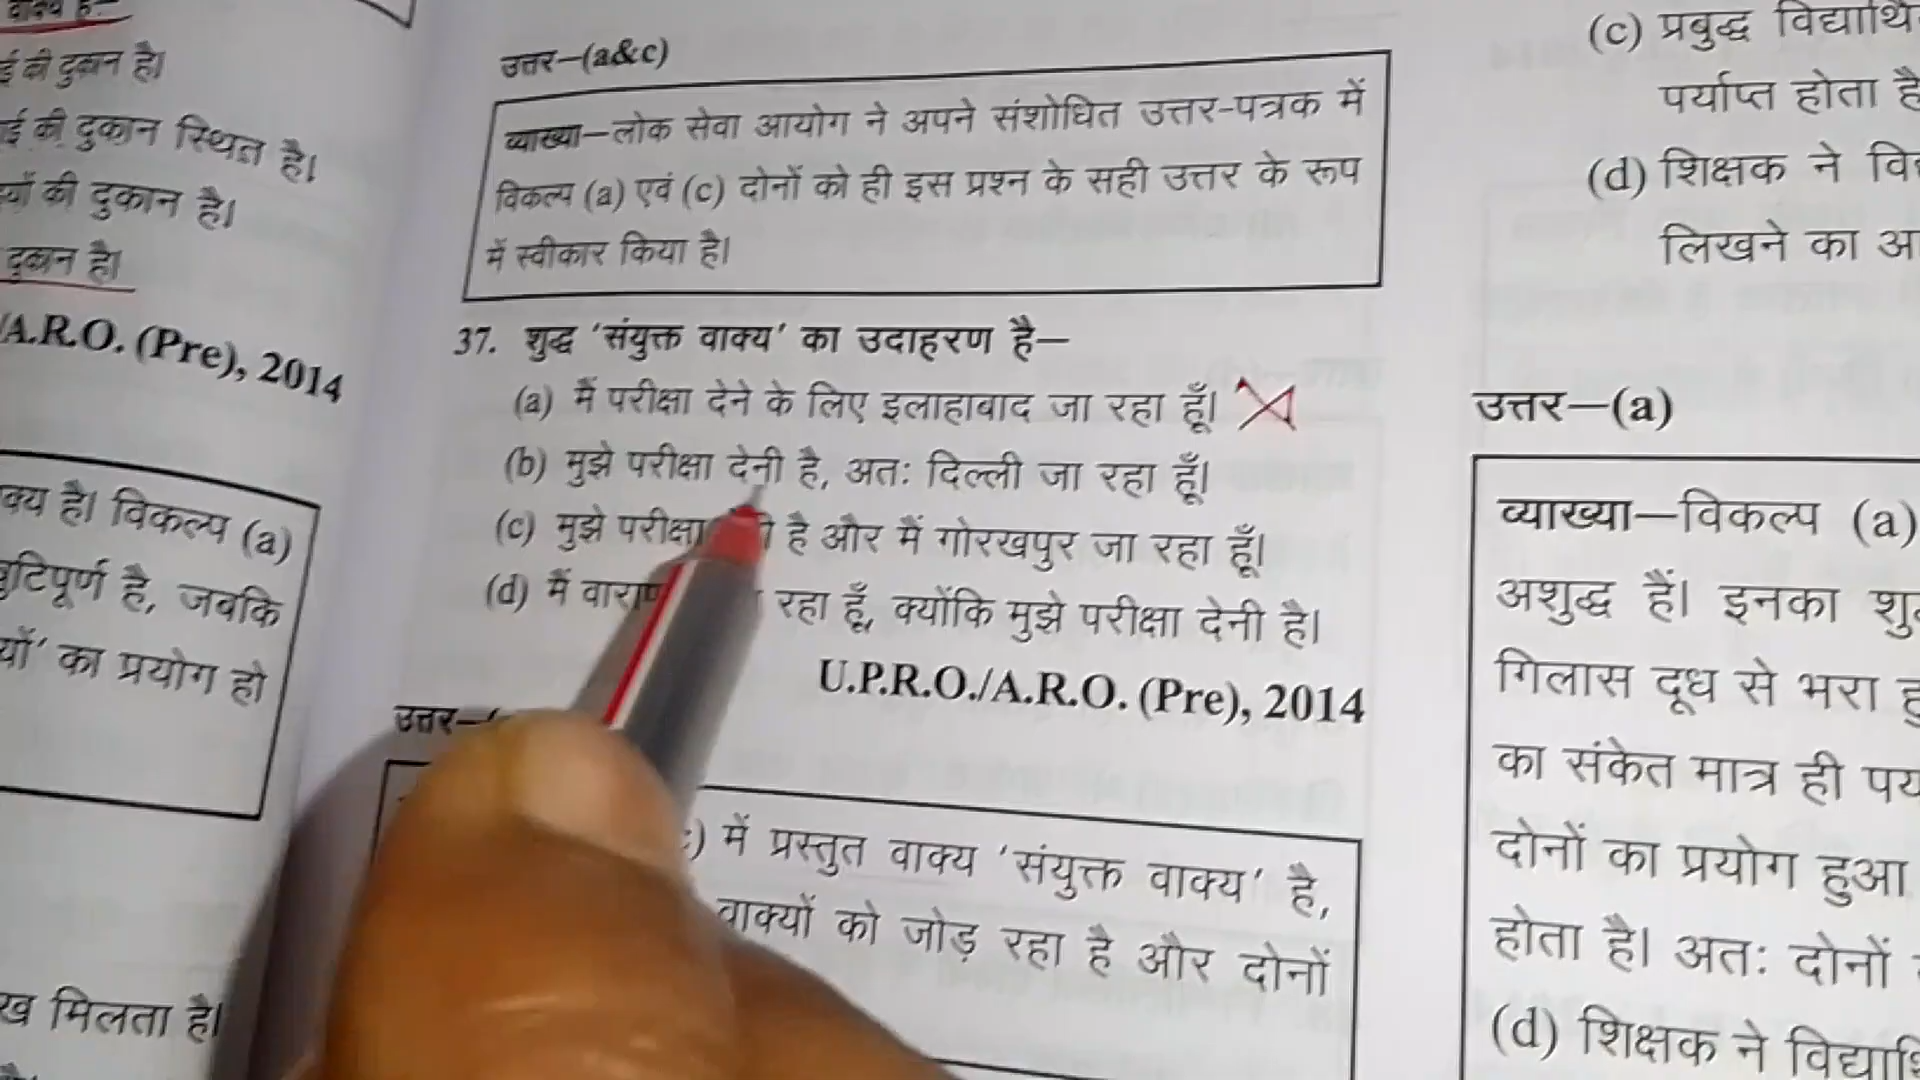 ई की दुकान है।
ई की दुकान स्थित है।
की दुकान है।
दुकान है।
A.R.O. (Pre), 2014
क्य है। विकल्प (a)
है, जबकि
का प्रयोग हो
मिलता है।
उत्तर–(a&c)
व्याख्या–लोक सेवा आयोग ने अपने संशोधित उत्तर-पत्रक में
विकल्प (a) एवं (c) दोनों को ही इस प्रश्न के सही उत्तर के रूप
में स्वीकार किया है।
37. शुद्ध 'संयुक्त वाक्य' का उदाहरण है–
(a) मैं परीक्षा देने के लिए इलाहाबाद जा रहा हूँ।
(b) मुझे परीक्षा देनी है, अतः दिल्ली जा रहा हूँ।
(c) मुझे परीक्षा है और मैं गोरखपुर जा रहा हूँ।
(d) मैं रहा हूँ, क्योंकि मुझे परीक्षा देनी है।
U.P.R.O./A.R.O. (Pre), 2014
उत्तर–
में प्रस्तुत वाक्य 'संयुक्त वाक्य' है,
वाक्यों को जोड़ रहा है और दोनों
(c) प्रबुद्ध
पर्याप्त होता है
(d) शिक्षक ने
लिखने का
उत्तर–(a)
व्याख्या–विकल्प (a)
अशुद्ध हैं। इनका
गिलास दूध से भरा
का संकेत मात्र ही
दोनों का प्रयोग हुआ
होता है। अतः दोनों
(d) शिक्षक ने